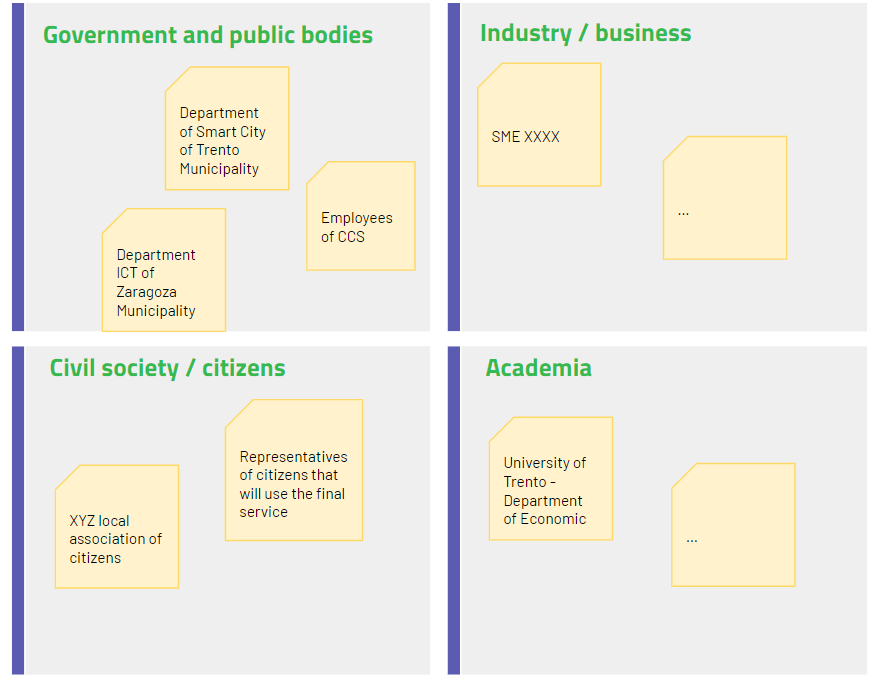 Government and public bodies
Department
of Smart City
of Trento
Municipality
Employees
of CCS
Department
ICT of
Zaragoza
Municipality
Industry / business
SME XXXX
...
Civil society / citizens
Representatives
of citizens that
will use the final
service
XYZ local
association of
citizens
Academia
University of
Trento -
Department
of Economic
...